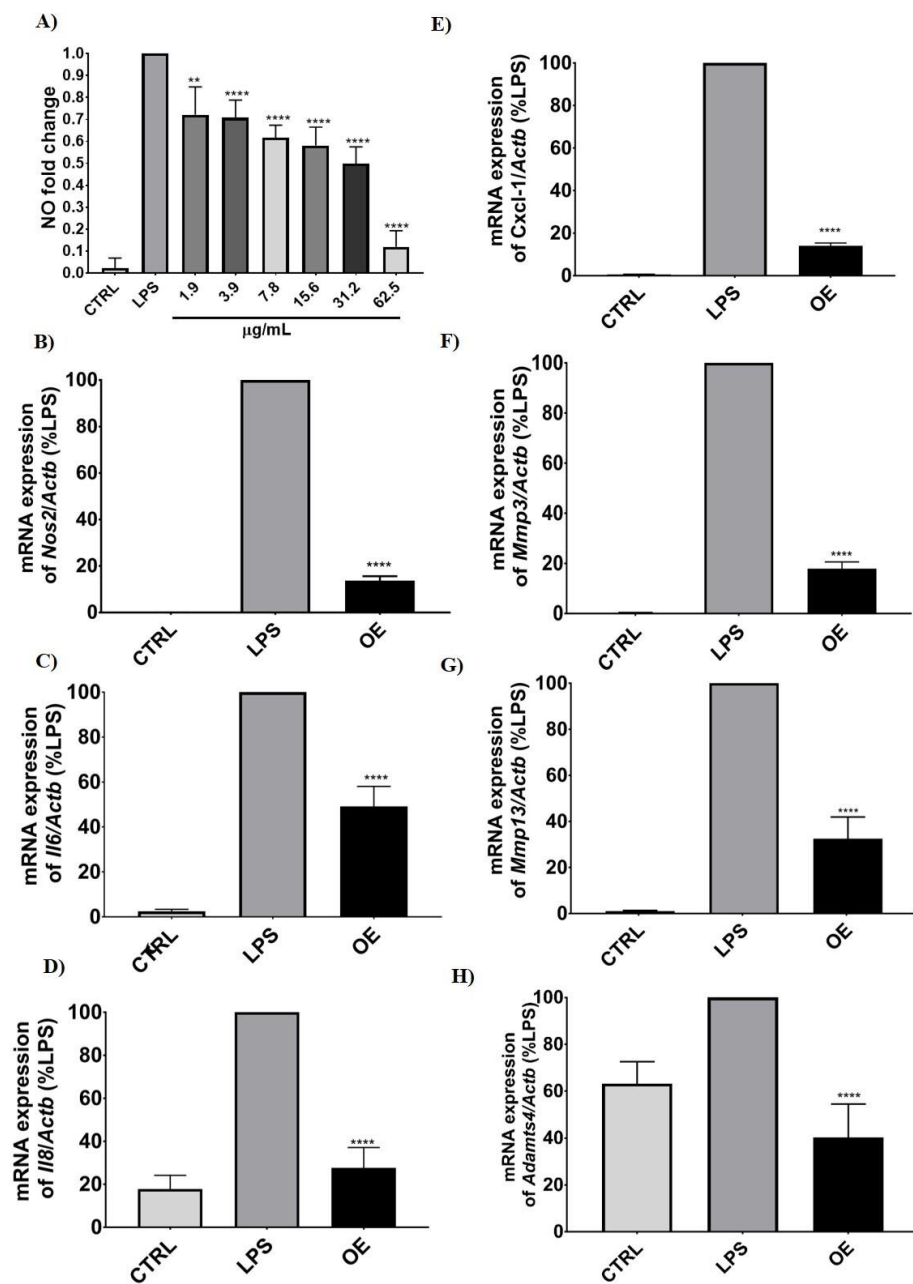 A)
NO fold change
1.0
0.9
0.8
0.7
0.6
0.5
0.4
0.3
0.2
0.1
0.0
**
****
****
****
****
****
CTRL
LPS
1.9
3.9
7.8
15.6
31.2
62.5
µg/mL
B)
mRNA expression
of Nos2/Actb (%LPS)
100
80
60
40
20
0
****
CTRL
LPS
OE
C)
mRNA expression
of Il6/Actb (%LPS)
100
80
60
40
20
0
****
CTRL
LPS
OE
D)
mRNA expression
of Il8/Actb (%LPS)
100
80
60
40
20
0
****
CTRL
LPS
OE
E)
mRNA expression
of Cxcl-1/Actb (%LPS)
100
80
60
40
20
0
****
CTRL
LPS
OE
F)
mRNA expression
of Mmp3/Actb (%LPS)
100
80
60
40
20
0
****
CTRL
LPS
OE
G)
mRNA expression
of Mmp13/Actb (%LPS)
100
80
60
40
20
0
****
CTRL
LPS
OE
H)
mRNA expression
of Adamts4/Actb (%LPS)
100
80
60
40
20
0
****
CTRL
LPS
OE